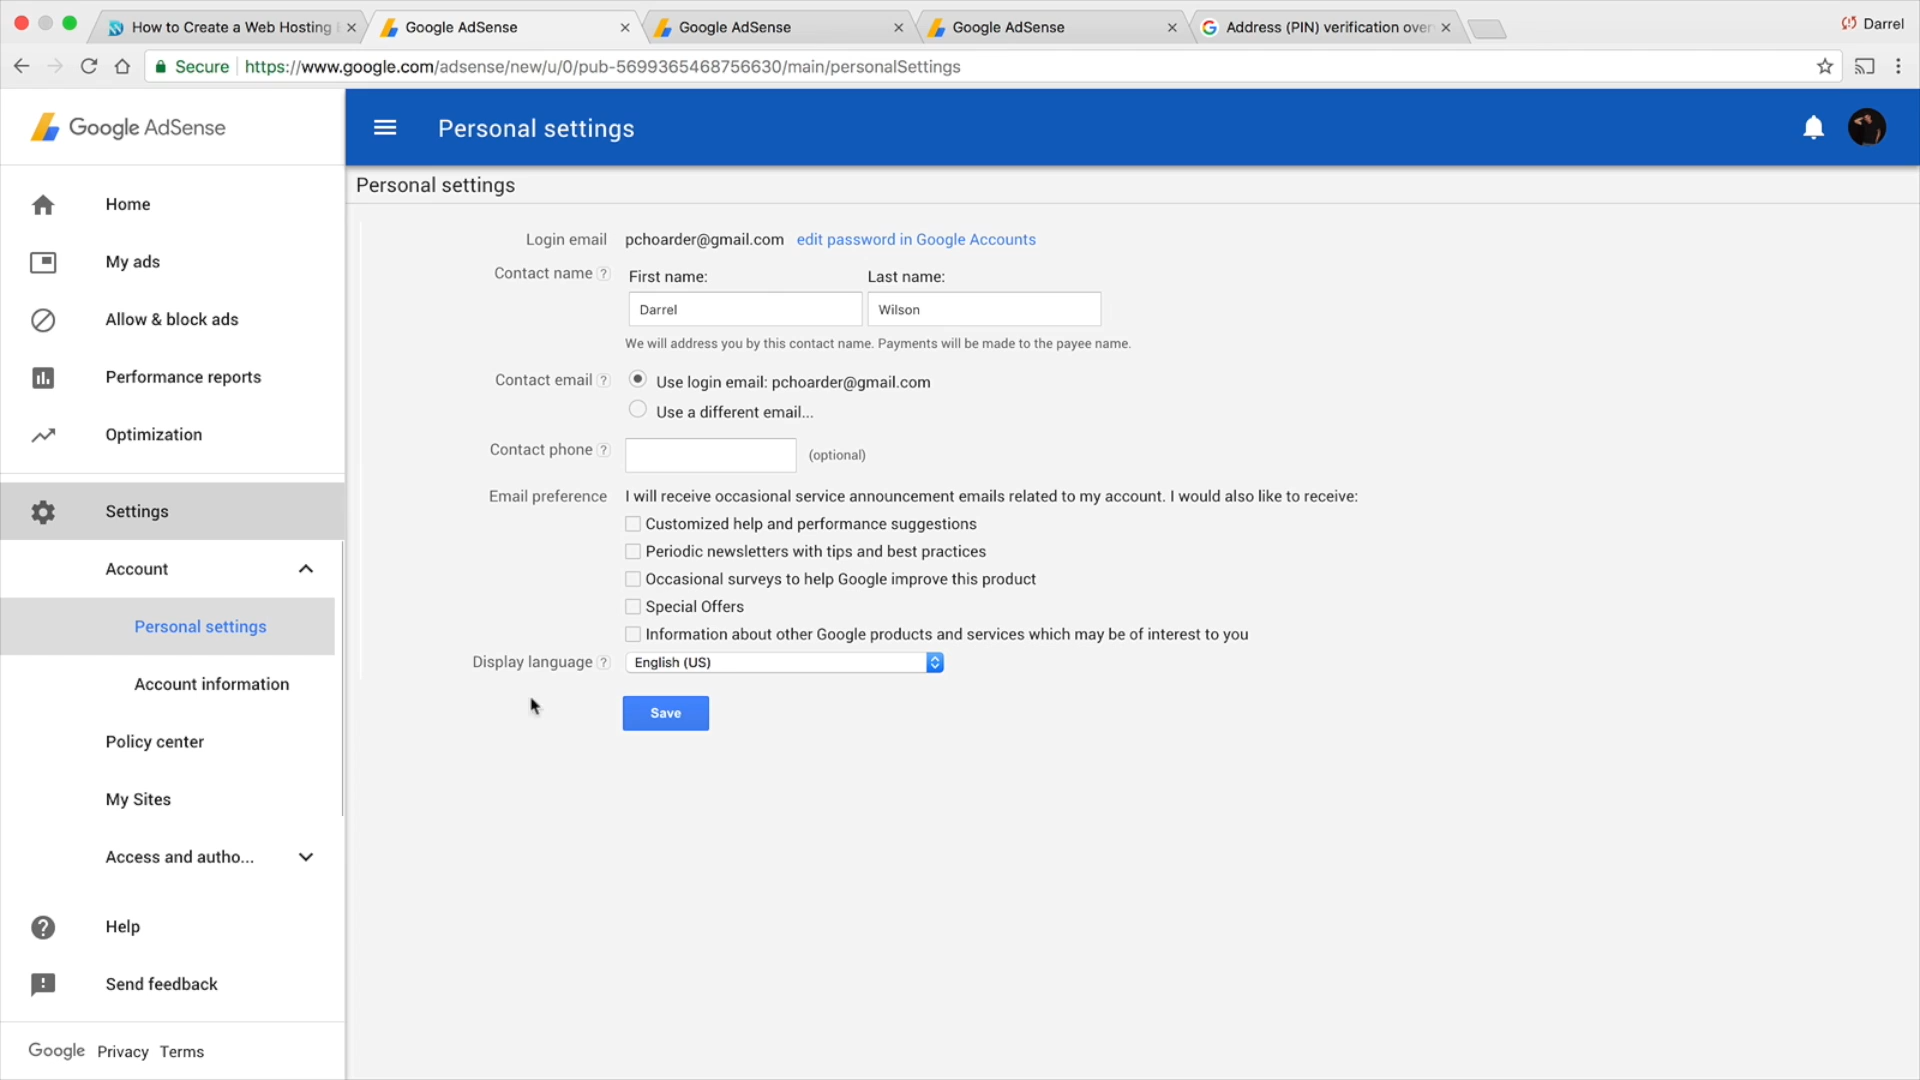 How to Create a Web Hosting
Google AdSense
Google AdSense
Google AdSense
Address (PIN) verification over
Darrel
Secure
https://www.google.com/adsense/new/u/0/pub-5699365468756630/main/personalSettings
Google AdSense
Personal settings
Home
My ads
Allow & block ads
Performance reports
Optimization
Settings
Account
Personal settings
Account information
Policy center
My Sites
Access and autho...
Help
Send feedback
Google Privacy Terms
Personal settings
Login email pchoarder@gmail.com edit password in Google Accounts
Contact name ? First name: Last name:
Darrel Wilson
We will address you by this contact name. Payments will be made to the payee name.
Contact email ? Use login email: pchoarder@gmail.com
Use a different email...
Contact phone ? (optional)
Email preference I will receive occasional service announcement emails related to my account. I would also like to receive:
Customized help and performance suggestions
Periodic newsletters with tips and best practices
Occasional surveys to help Google improve this product
Special Offers
Information about other Google products and services which may be of interest to you
Display language ? English (US)
Save